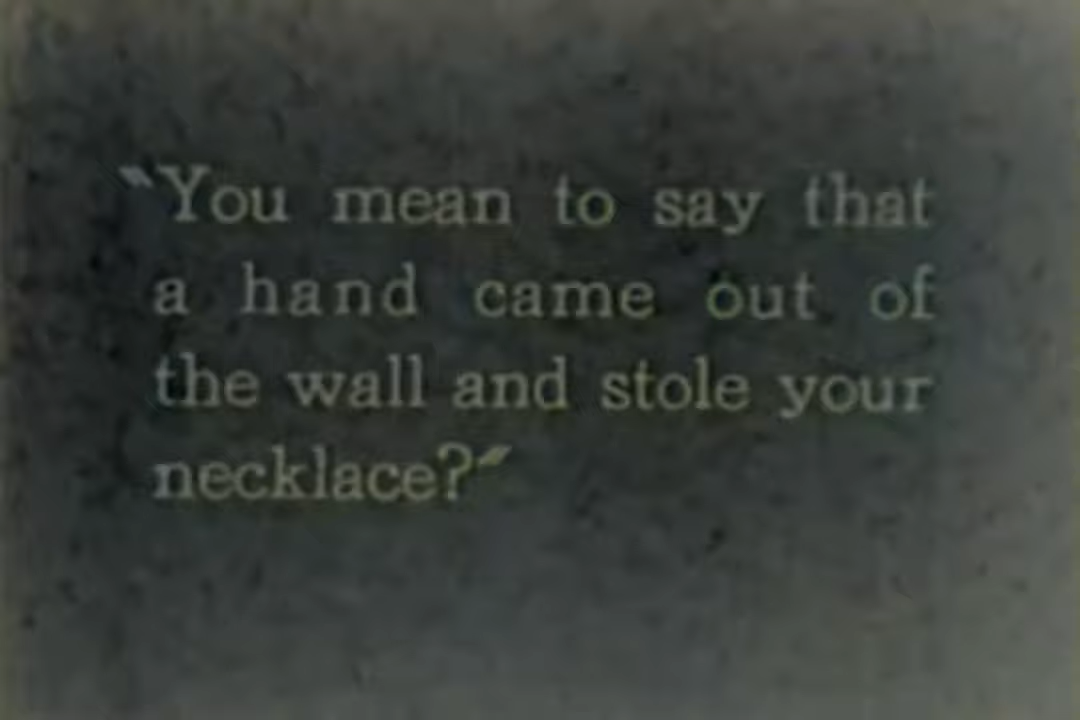 "You mean to say that
a hand came out of
the wall and stole your
necklace?"